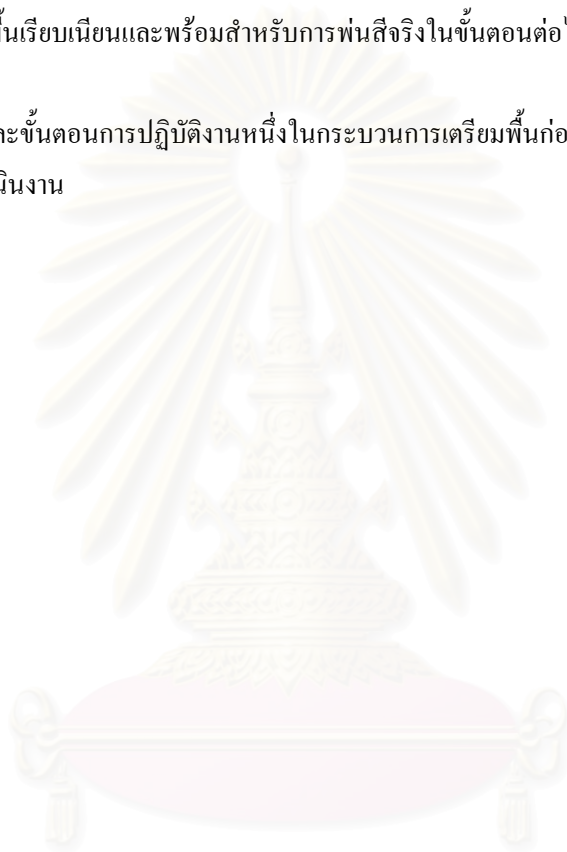 พื้นเรียบเนียนและพร้อมสำหรับการพ่นสีจริงในขั้นตอนต่อ
ละขั้นตอนการปฏิบัติงานหนึ่งในกระบวนการเตรียมพื้นก่อ
นินงาน